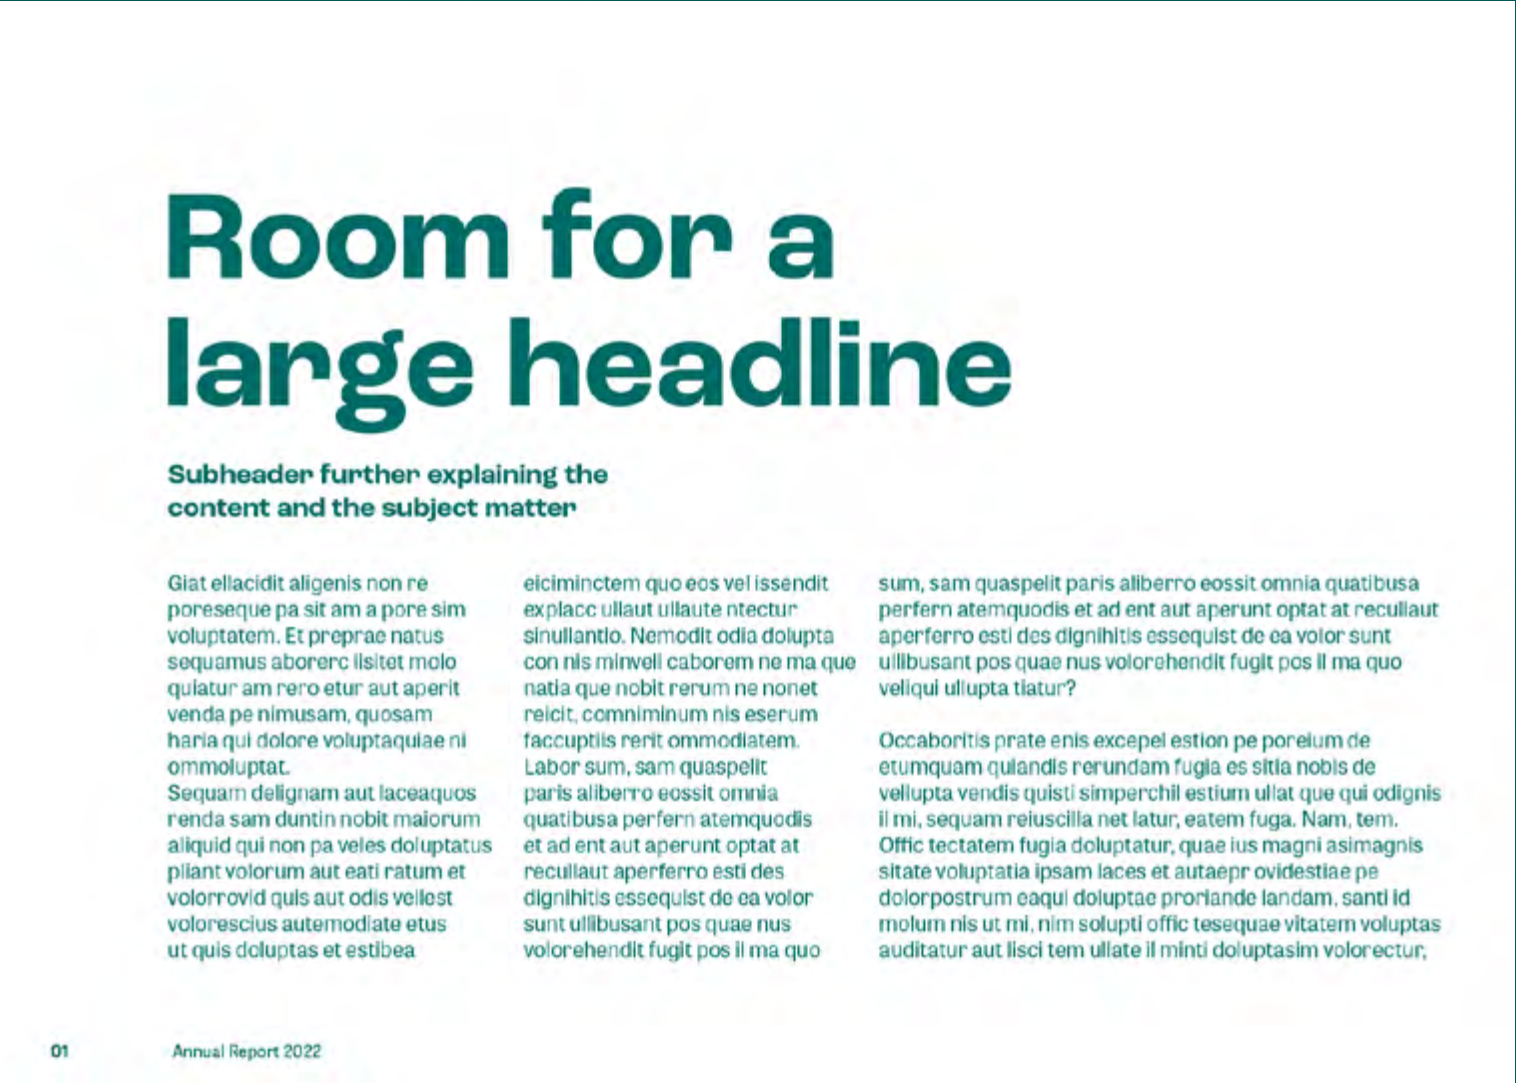 Room for a
large headline
Subheader further explaining the
content and the subject matter
Giat ellacidit aligenis non re
poreseque pa sit am a pore sim
voluptatem. Et preprae natus
sequamus aborerc iisitet molo
quiatur am rero etur aut aperit
venda pe nimusam, quosam
haria qui dolore voluptaquiae ni
ommoluptat.
Sequam delignam aut laceaquos
renda sam duntin nobit maiorum
aliquid qui non pa veles doluptatus
pliant volorum aut eati ratum et
volorrovid quis aut odis vellest
volorescius autemodiate etus
ut quis doluptas et estibea
eiciminctem quo eos vel issendit
explacc ullaut ullaute ntectur
sinullantio. Nemodit odia dolupta
con nis minveli caborem ne ma que
natia que nobit rerum ne nonet
reicit, comniminum nis eserum
faccuptiis rerit ommodiatem.
Labor sum, sam quaspelit
paris aliberro eossit omnia
quatibusa perfern atemquodis
et ad ent aut aperunt optat at
recullaut aperferro esti des
dignihitis essequist de ea volor
sunt ullibusant pos quae nus
volorehendit fugit pos il ma quo
sum, sam quaspelit paris aliberro eossit omnia quatibusa
perfern atemquodis et ad ent aut aperunt optat at recullaut
aperferro esti des dignihitis essequist de ea volor sunt
ullibusant pos quae nus volorehendit fugit pos il ma quo
veliqui ullupta tiatur?
Occaboritis prate enis excepel estion pe poreium de
etumquam quiandis rerundam fugia es sitia nobis de
vellupta vendis quisti simperchil estium ullat que qui odignis
il mi, sequam reiuscilla net latur, eatem fuga. Nam, tem.
Offic tectatem fugia doluptatur, quae ius magni asimagnis
sitate voluptatia ipsam laces et autaepr ovidestiae pe
dolorpostrum eaqui doluptae proriande landam, santi id
molum nis ut mi, nim solupti offic tesequae vitatem voluptas
auditatur aut lisci tem ullate il minti doluptasim volorectur,
01
Annual Report 2022